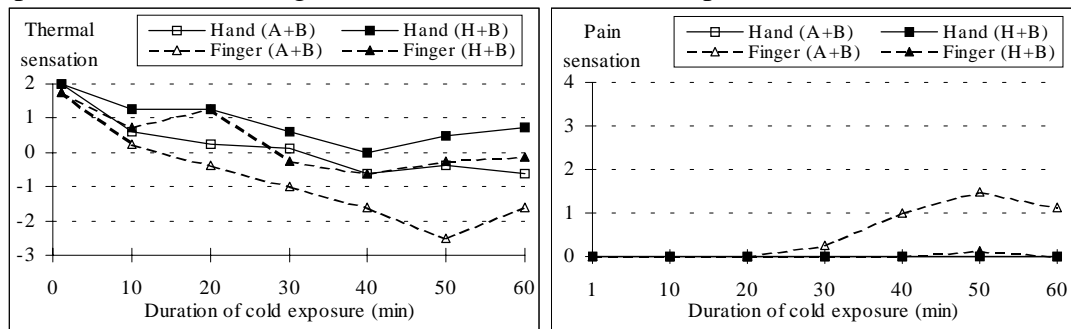 Thermal
sensation
Hand (A+B) Hand (H+B)
Finger (A+B) Finger (H+B)
2
1
0
-1
-2
-3
0 10 20 30 40 50 60
Duration of cold exposure (min)
Pain
sensation
Hand (A+B) Hand (H+B)
Finger (A+B) Finger (H+B)
4
3
2
1
0
1 10 20 30 40 50 60
Duration of cold exposure (min)